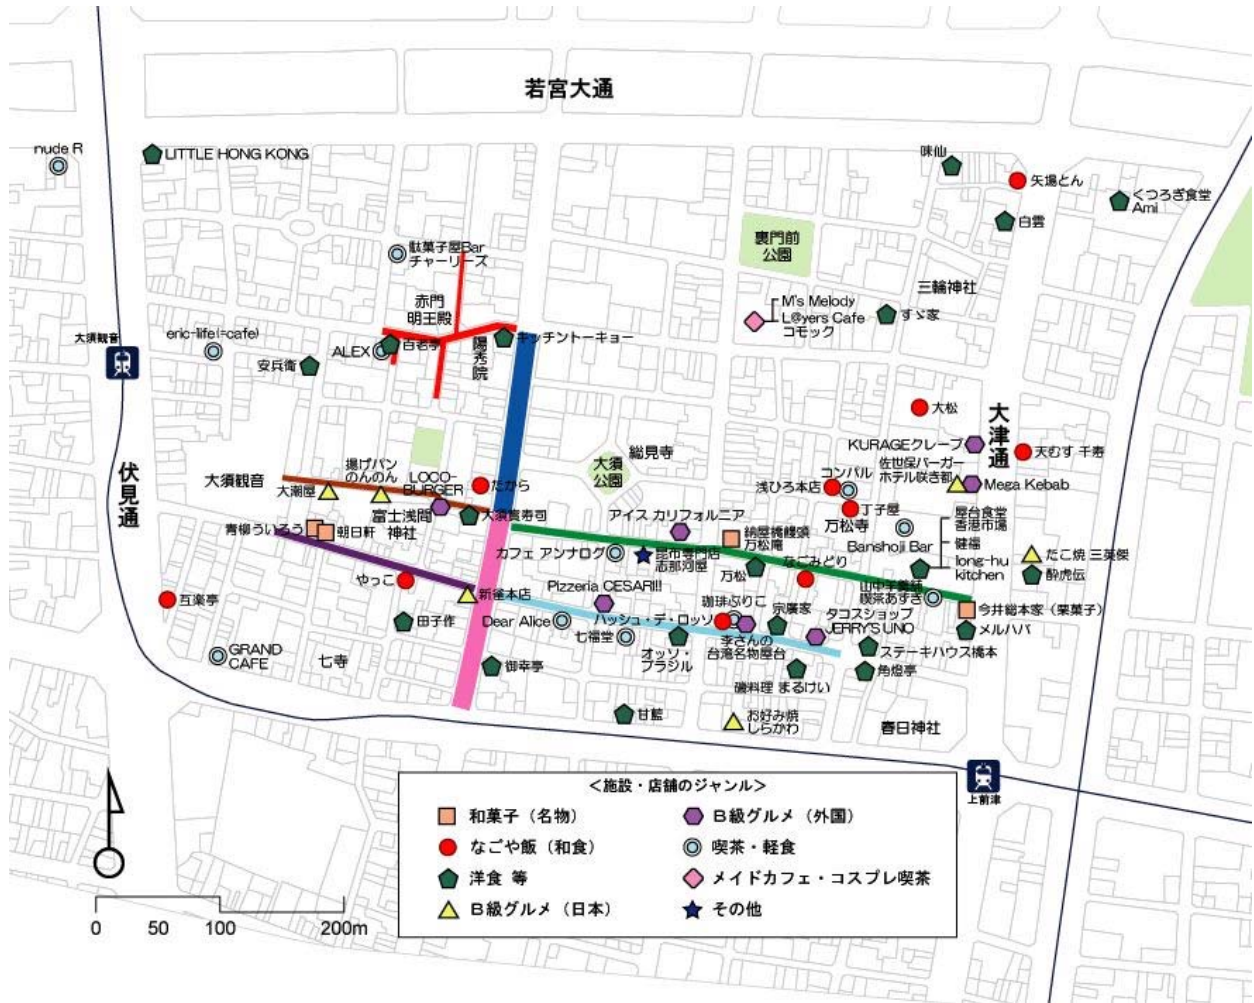 若宮大通
nude R
LITTLE HONG KONG
味仙
矢場とん
くつろぎ食堂
Ami
白雲
裏門前
公園
駄菓子屋Bar
チャーリーズ
三輪神社
赤門
明王殿
M's Melody
L@yers Cafe
コモック
すゞ家
大須観音
eric-life(=cafe)
ALEX
白老亭
陽秀院
キッチントーキョー
安兵衛
大松
大津通
KURAGEクレープ
天むす 千寿
伏見通
大須観音
揚げパン
のんのん
大潮屋
LOCO-
BURGER
たから
大須公園
総見寺
コンパル
浅ひろ本店
佐世保バーガー
ホテル咲き都
Mega Kebab
丁子屋
万松寺
青柳ういろう
朝日軒
富士浅間
神社
大須寶寿司
アイス カリフォルニア
納屋橋饅頭
万松庵
屋台食堂
香港市場
健福
long-hu
kitchen
Banshoji Bar
カフェ アンナログ
昆布専門店
志那河屋
万松
なごみどり
たこ焼 三英傑
酔虎伝
やっこ
新雀本店
Pizzeria CESARI!!
喫茶あずき
今井総本家(栗菓子)
互楽亭
田子作
Dear Alice
ハッシュ・デ・ロッソ
珈琲ぶりこ
宗廣家
タコスショップ
JERRY'S UNO
メルハバ
七福堂
オッソ・
ブラジル
李さんの
台湾名物屋台
ステーキハウス橋本
GRAND
CAFE
七寺
御幸亭
磯料理 まるけい
角燈亭
甘藍
お好み焼
しらかわ
春日神社
上前津
<施設・店舗のジャンル>
和菓子(名物)
B級グルメ(外国)
なごや飯(和食)
喫茶・軽食
洋食 等
メイドカフェ・コスプレ喫茶
B級グルメ(日本)
その他
0 50 100 200m